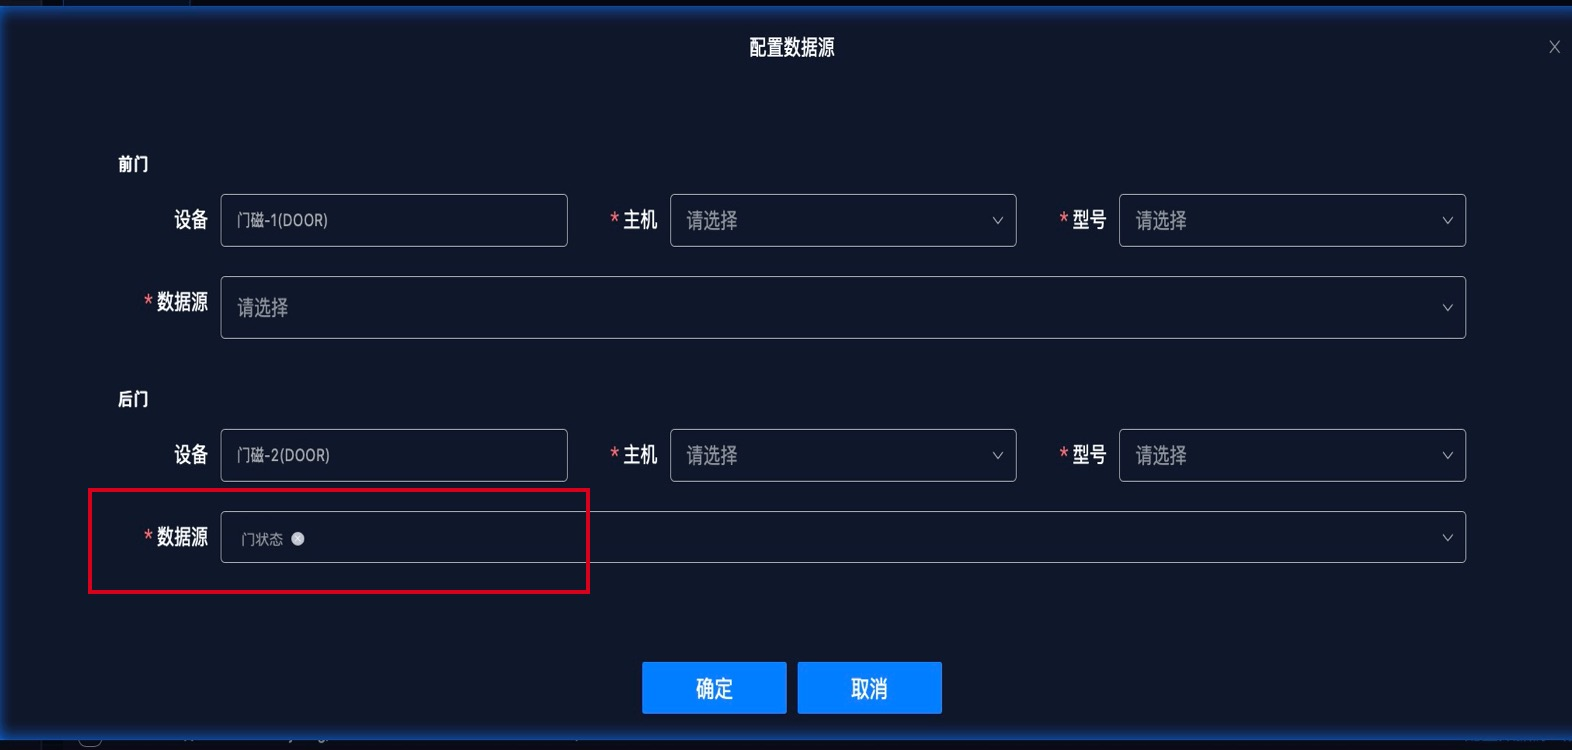 配置数据源
前门
设备 门磁-1(DOOR) * 主机 请选择 * 型号 请选择
* 数据源 请选择
后门
设备 门磁-2(DOOR) * 主机 请选择 * 型号 请选择
* 数据源 门状态
确定 取消